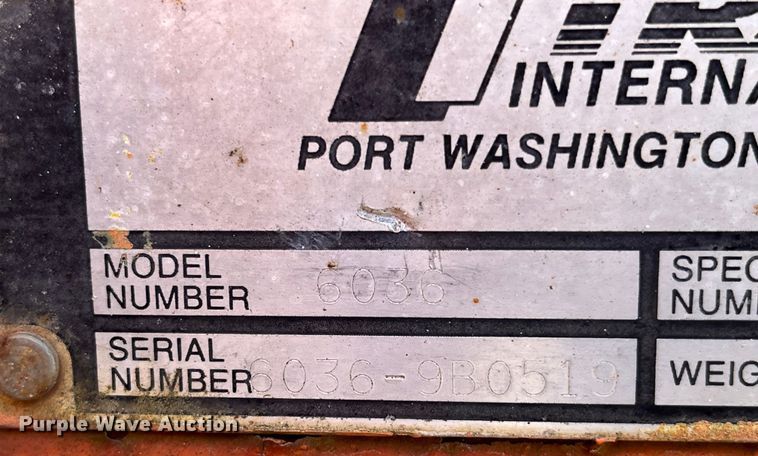 INTERNA
PORT WASHINGTON
MODEL NUMBER 6036
SPEC NUM
SERIAL NUMBER 6036-9B0519
WEIG
Purple Wave Auction